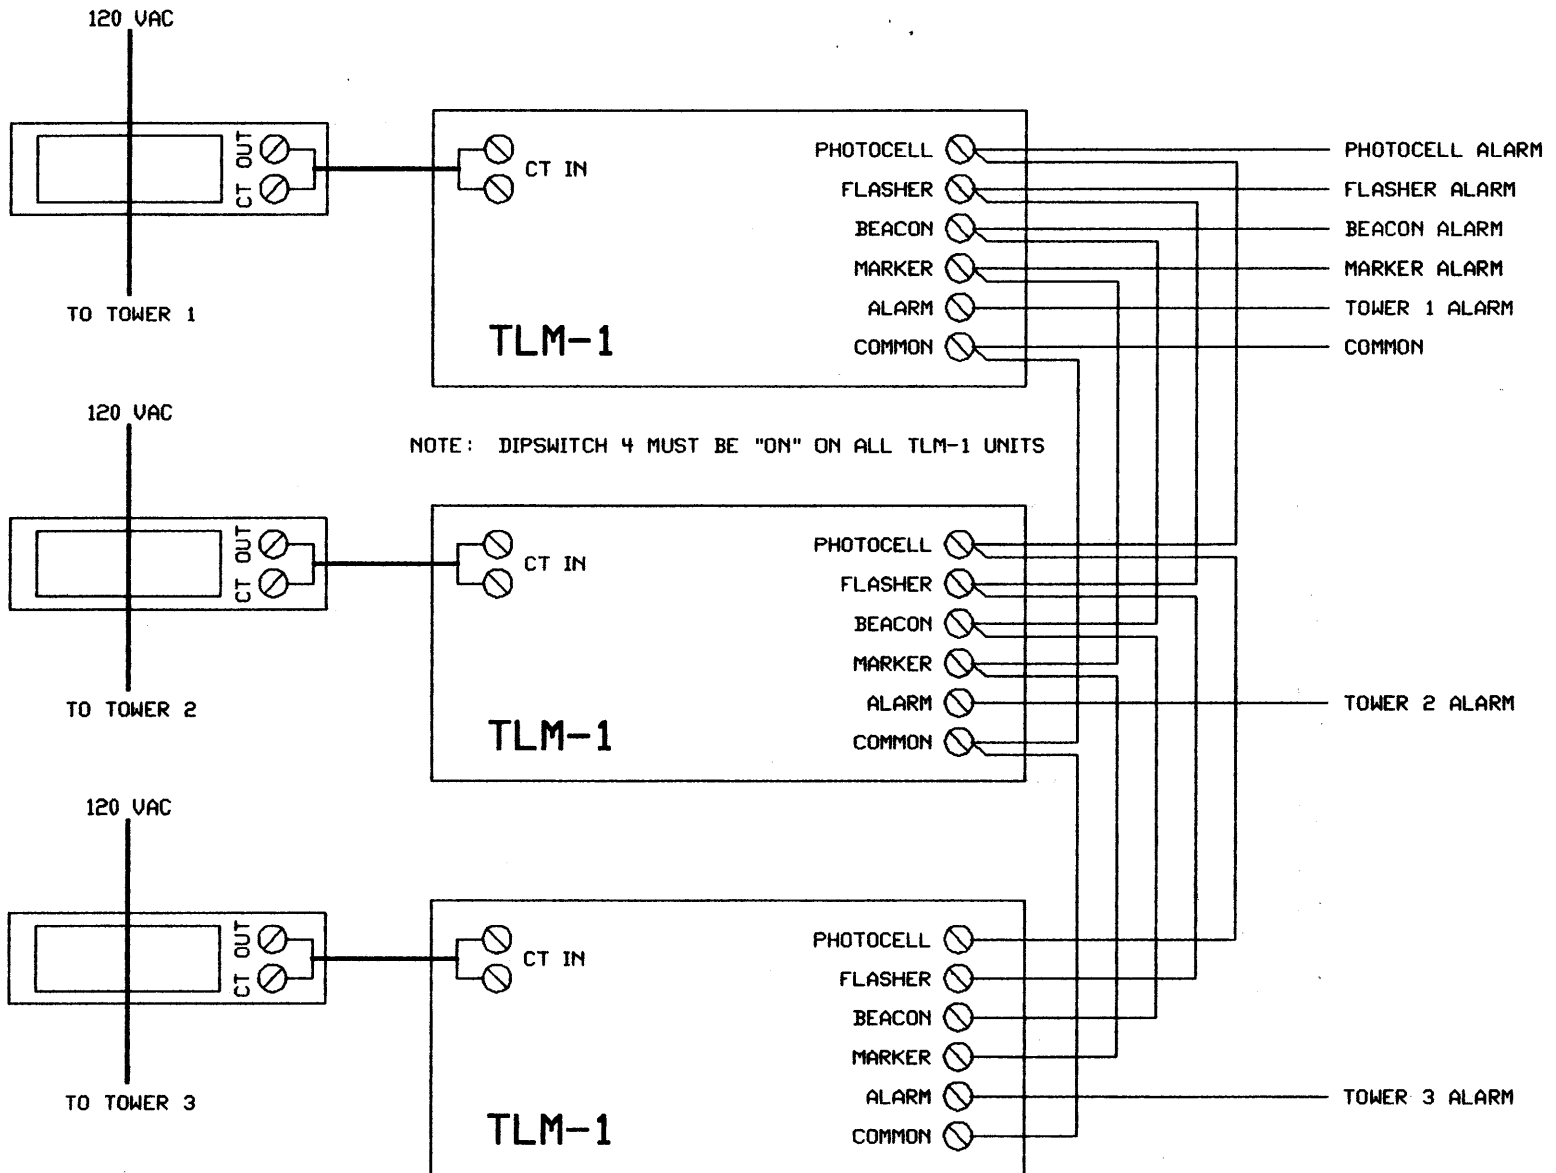 120 VAC
CT OUT
CT IN
TO TOWER 1
TLM-1
PHOTOCELL
FLASHER
BEACON
MARKER
ALARM
COMMON
PHOTOCELL ALARM
FLASHER ALARM
BEACON ALARM
MARKER ALARM
TOWER 1 ALARM
COMMON
NOTE: DIPSWITCH 4 MUST BE "ON" ON ALL TLM-1 UNITS
120 VAC
CT OUT
CT IN
TO TOWER 2
TLM-1
PHOTOCELL
FLASHER
BEACON
MARKER
ALARM
COMMON
TOWER 2 ALARM
120 VAC
CT OUT
CT IN
TO TOWER 3
TLM-1
PHOTOCELL
FLASHER
BEACON
MARKER
ALARM
COMMON
TOWER 3 ALARM